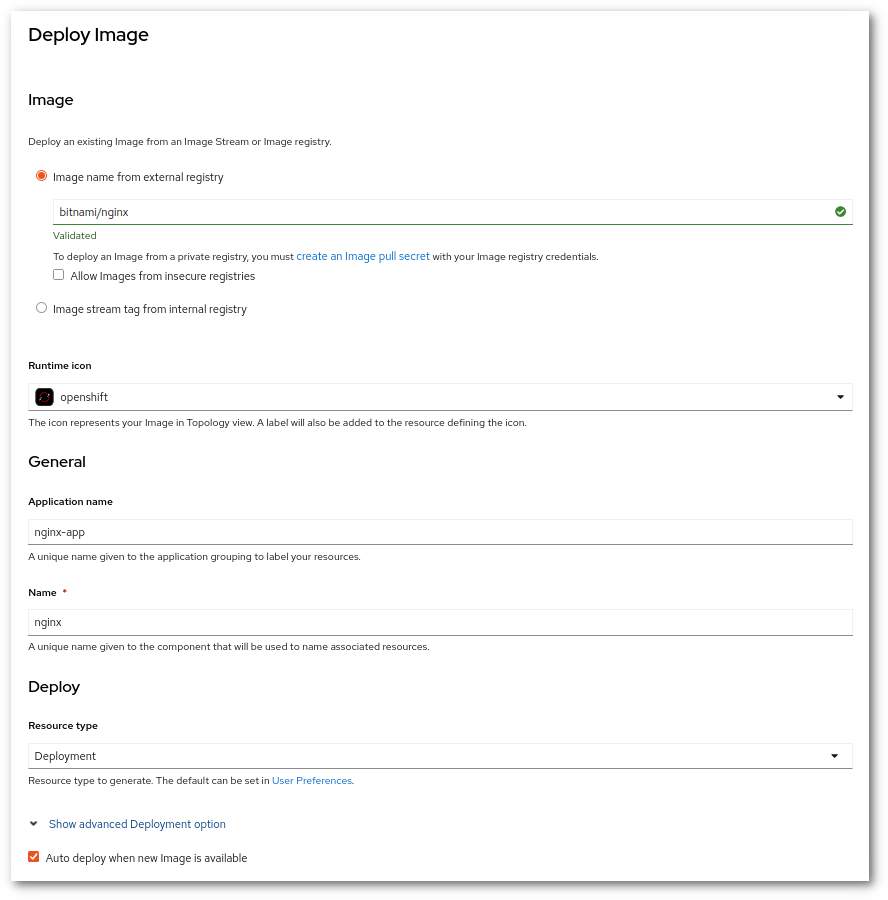 Deploy Image
Image
Deploy an existing Image from an Image Stream or Image registry.
Image name from external registry
bitnami/nginx
Validated
To deploy an Image from a private registry, you must create an Image pull secret with your Image registry credentials.
Allow Images from insecure registries
Image stream tag from internal registry
Runtime icon
openshift
The icon represents your Image in Topology view. A label will also be added to the resource defining the icon.
General
Application name
nginx-app
A unique name given to the application grouping to label your resources.
Name *
nginx
A unique name given to the component that will be used to name associated resources.
Deploy
Resource type
Deployment
Resource type to generate. The default can be set in User Preferences.
Show advanced Deployment option
Auto deploy when new Image is available